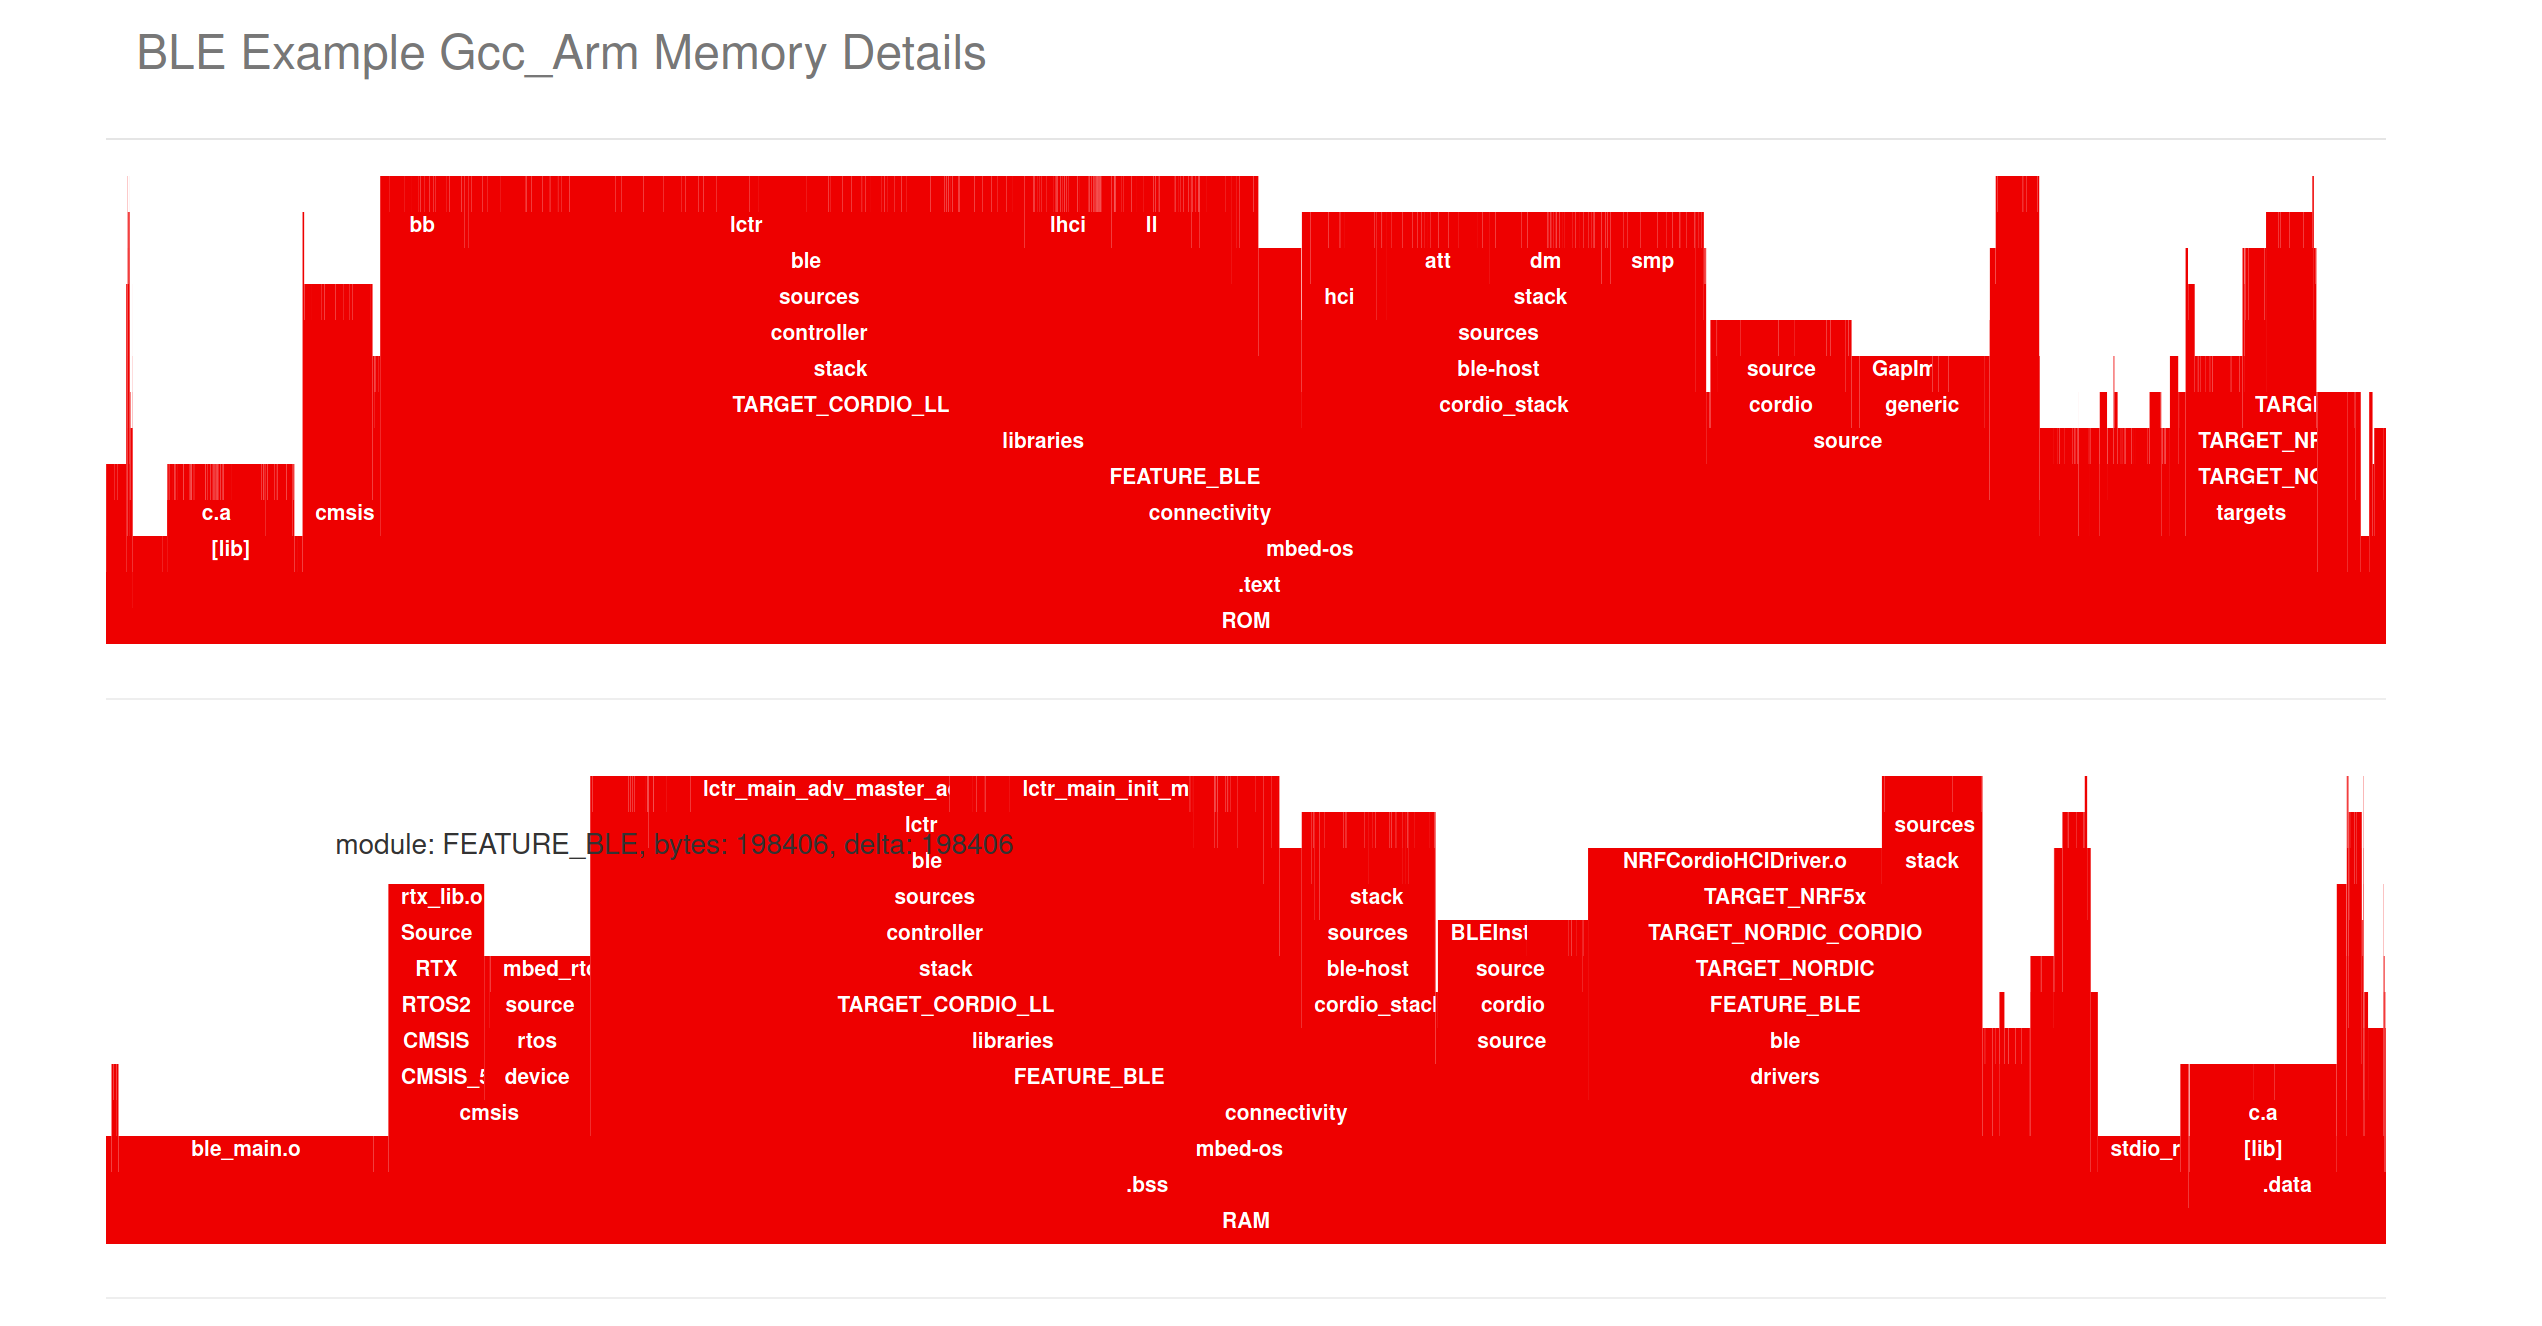 BLE Example Gcc_Arm Memory Details
bb lctr lhci ll
ble att dm smp
sources hci stack
controller sources
stack ble-host source GapIm
TARGET_CORDIO_LL cordio_stack cordio generic TARG
libraries source TARGET_NF
FEATURE_BLE TARGET_NO
c.a cmsis connectivity targets
[lib] mbed-os
.text
ROM
lctr_main_adv_master_a lctr_main_init_m
lctr sources
module: FEATURE_BLE, bytes: 198406, delta: 198406
ble NRFCordioHCIDriver.o stack
rtx_lib.o sources stack TARGET_NRF5x
Source controller sources BLEInst TARGET_NORDIC_CORDIO
RTX mbed_rto stack ble-host source TARGET_NORDIC
RTOS2 source TARGET_CORDIO_LL cordio_stack cordio FEATURE_BLE
CMSIS rtos libraries source ble
CMSIS_5 device FEATURE_BLE drivers
cmsis connectivity c.a
ble_main.o mbed-os stdio_r [lib]
.bss .data
RAM